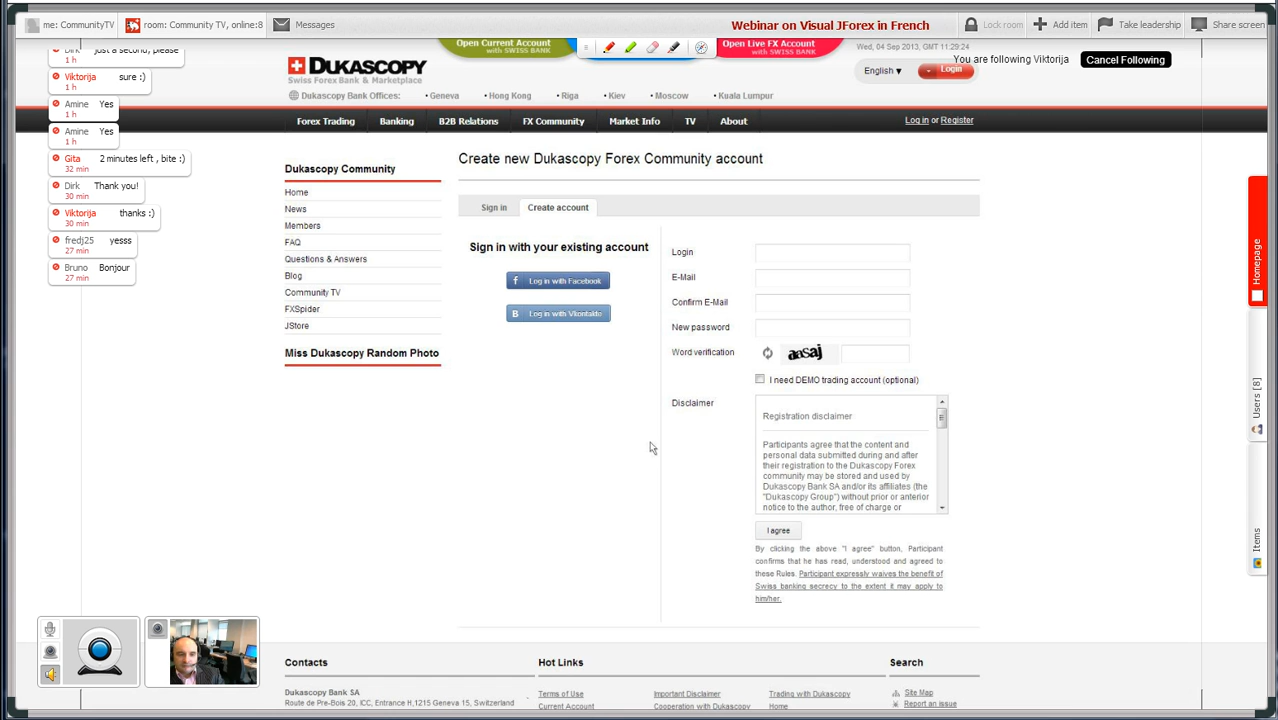 me: CommunityTV
room: Community TV, online:8
Messages
Webinar on Visual JForex in French
Lock room
Add item
Take leadership
Share screen
Dirk just a second, please
1 h
Viktorija sure :)
1 h
Amine Yes
1 h
Amine Yes
1 h
Gita 2 minutes left , bite :)
32 min
Dirk Thank you!
30 min
Viktorija thanks :)
30 min
fredj25 yesss
27 min
Bruno Bonjour
27 min
Open Current Account
with SWISS BANK
Open Live FX Account
with SWISS BANK
Wed, 04 Sep 2013, GMT 11:29:24
You are following Viktorija
Cancel Following
DUKASCOPY
Swiss Forex Bank & Marketplace
English
Login
Dukascopy Bank Offices: • Geneva • Hong Kong • Riga • Kiev • Moscow • Kuala Lumpur
Forex Trading Banking B2B Relations FX Community Market Info TV About
Log in or Register
Dukascopy Community
Home
News
Members
FAQ
Questions & Answers
Blog
Community TV
FXSpider
JStore
Miss Dukascopy Random Photo
Create new Dukascopy Forex Community account
Sign in Create account
Sign in with your existing account
Log in with Facebook
Log in with Vkontakte
Login
E-Mail
Confirm E-Mail
New password
Word verification
aasaj
I need DEMO trading account (optional)
Disclaimer
Registration disclaimer
Participants agree that the content and
personal data submitted during and after
their registration to the Dukascopy Forex
community may be stored and used by
Dukascopy Bank SA and/or its affiliates (the
"Dukascopy Group") without prior or anterior
notice to the author, free of charge or
I agree
By clicking the above "I agree" button, Participant
confirms that he has read, understood and agreed to
these Rules. Participant expressly waives the benefit of
Swiss banking secrecy to the extent it may apply to
him/her.
Homepage
Users [8]
Items
Contacts
Dukascopy Bank SA
Route de Pre-Bois 20, ICC, Entrance H,1215 Geneva 15, Switzerland
Hot Links
Terms of Use Important Disclaimer Trading with Dukascopy
Current Account Cooperation with Dukascopy Home
Search
Site Map
Report an issue